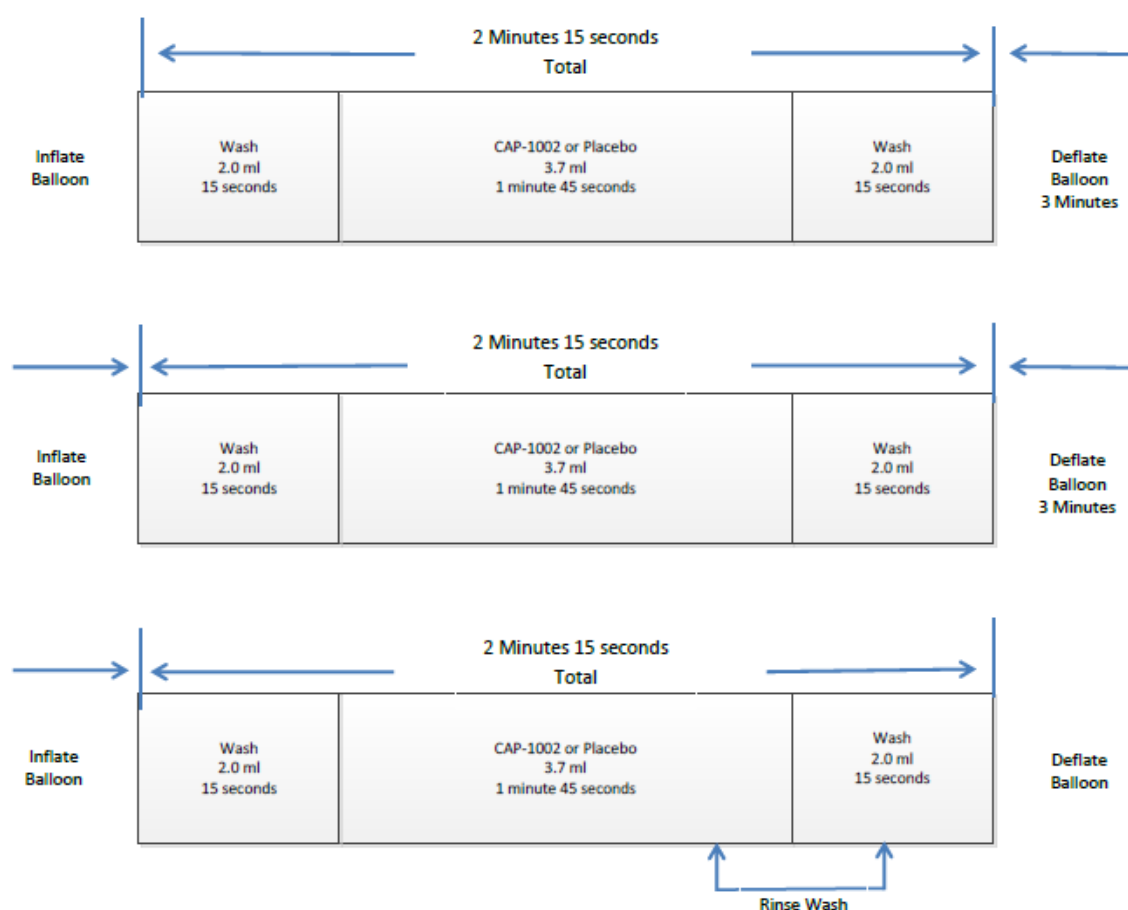 2 Minutes 15 seconds
Total
Inflate
Balloon
Wash
2.0 ml
15 seconds
CAP-1002 or Placebo
3.7 ml
1 minute 45 seconds
Wash
2.0 ml
15 seconds
Deflate
Balloon
3 Minutes
2 Minutes 15 seconds
Total
Inflate
Balloon
Wash
2.0 ml
15 seconds
CAP-1002 or Placebo
3.7 ml
1 minute 45 seconds
Wash
2.0 ml
15 seconds
Deflate
Balloon
3 Minutes
2 Minutes 15 seconds
Total
Inflate
Balloon
Wash
2.0 ml
15 seconds
CAP-1002 or Placebo
3.7 ml
1 minute 45 seconds
Wash
2.0 ml
15 seconds
Deflate
Balloon
Rinse Wash